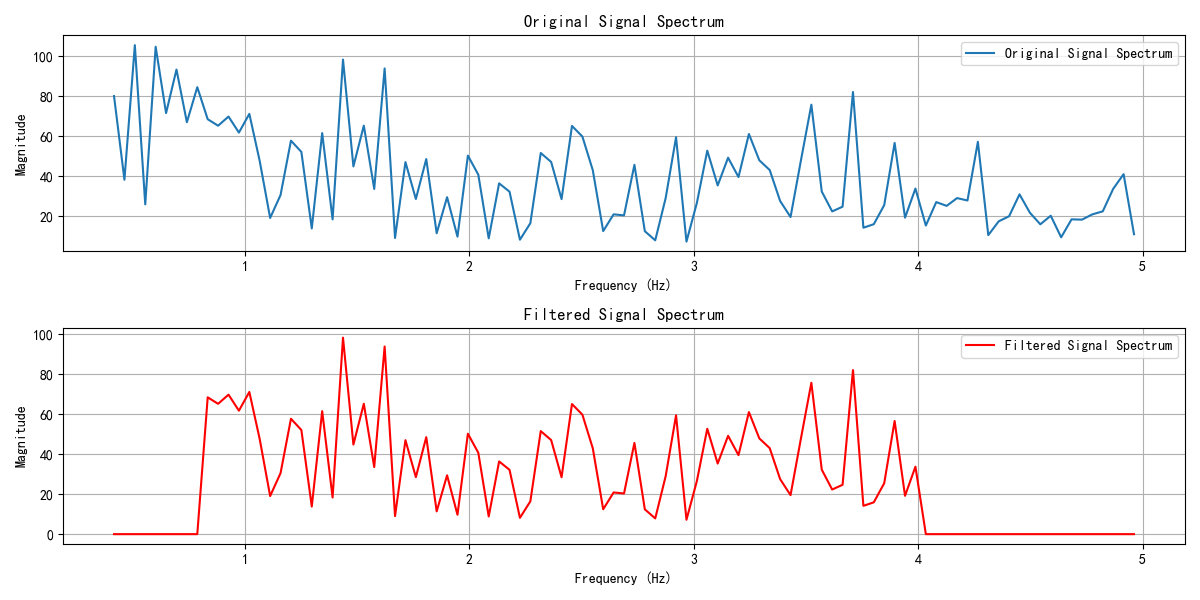 Original Signal Spectrum
Original Signal Spectrum
100
80
60
40
20
Magnitude
1 2 3 4 5
Frequency (Hz)
Filtered Signal Spectrum
Filtered Signal Spectrum
100
80
60
40
20
0
Magnitude
1 2 3 4 5
Frequency (Hz)